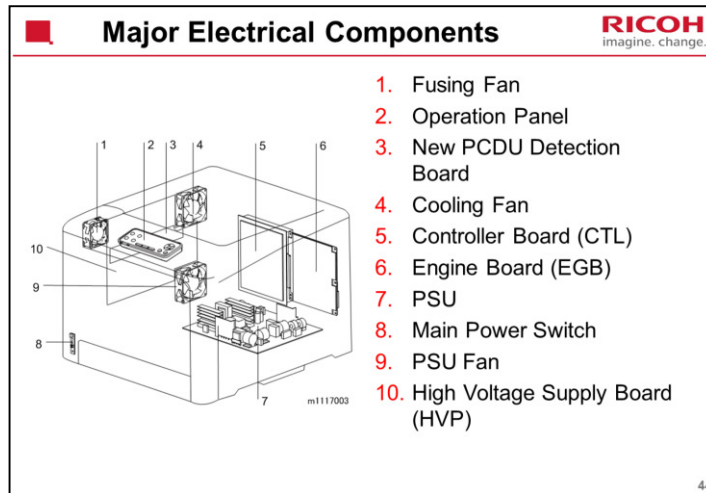 Major Electrical Components
RICOH
imagine. change.
1. Fusing Fan
2. Operation Panel
3. New PCDU Detection
Board
4. Cooling Fan
5. Controller Board (CTL)
6. Engine Board (EGB)
7. PSU
8. Main Power Switch
9. PSU Fan
10. High Voltage Supply Board
(HVP)
1 2 3 4 5 6
10
9
8
7
m1117003